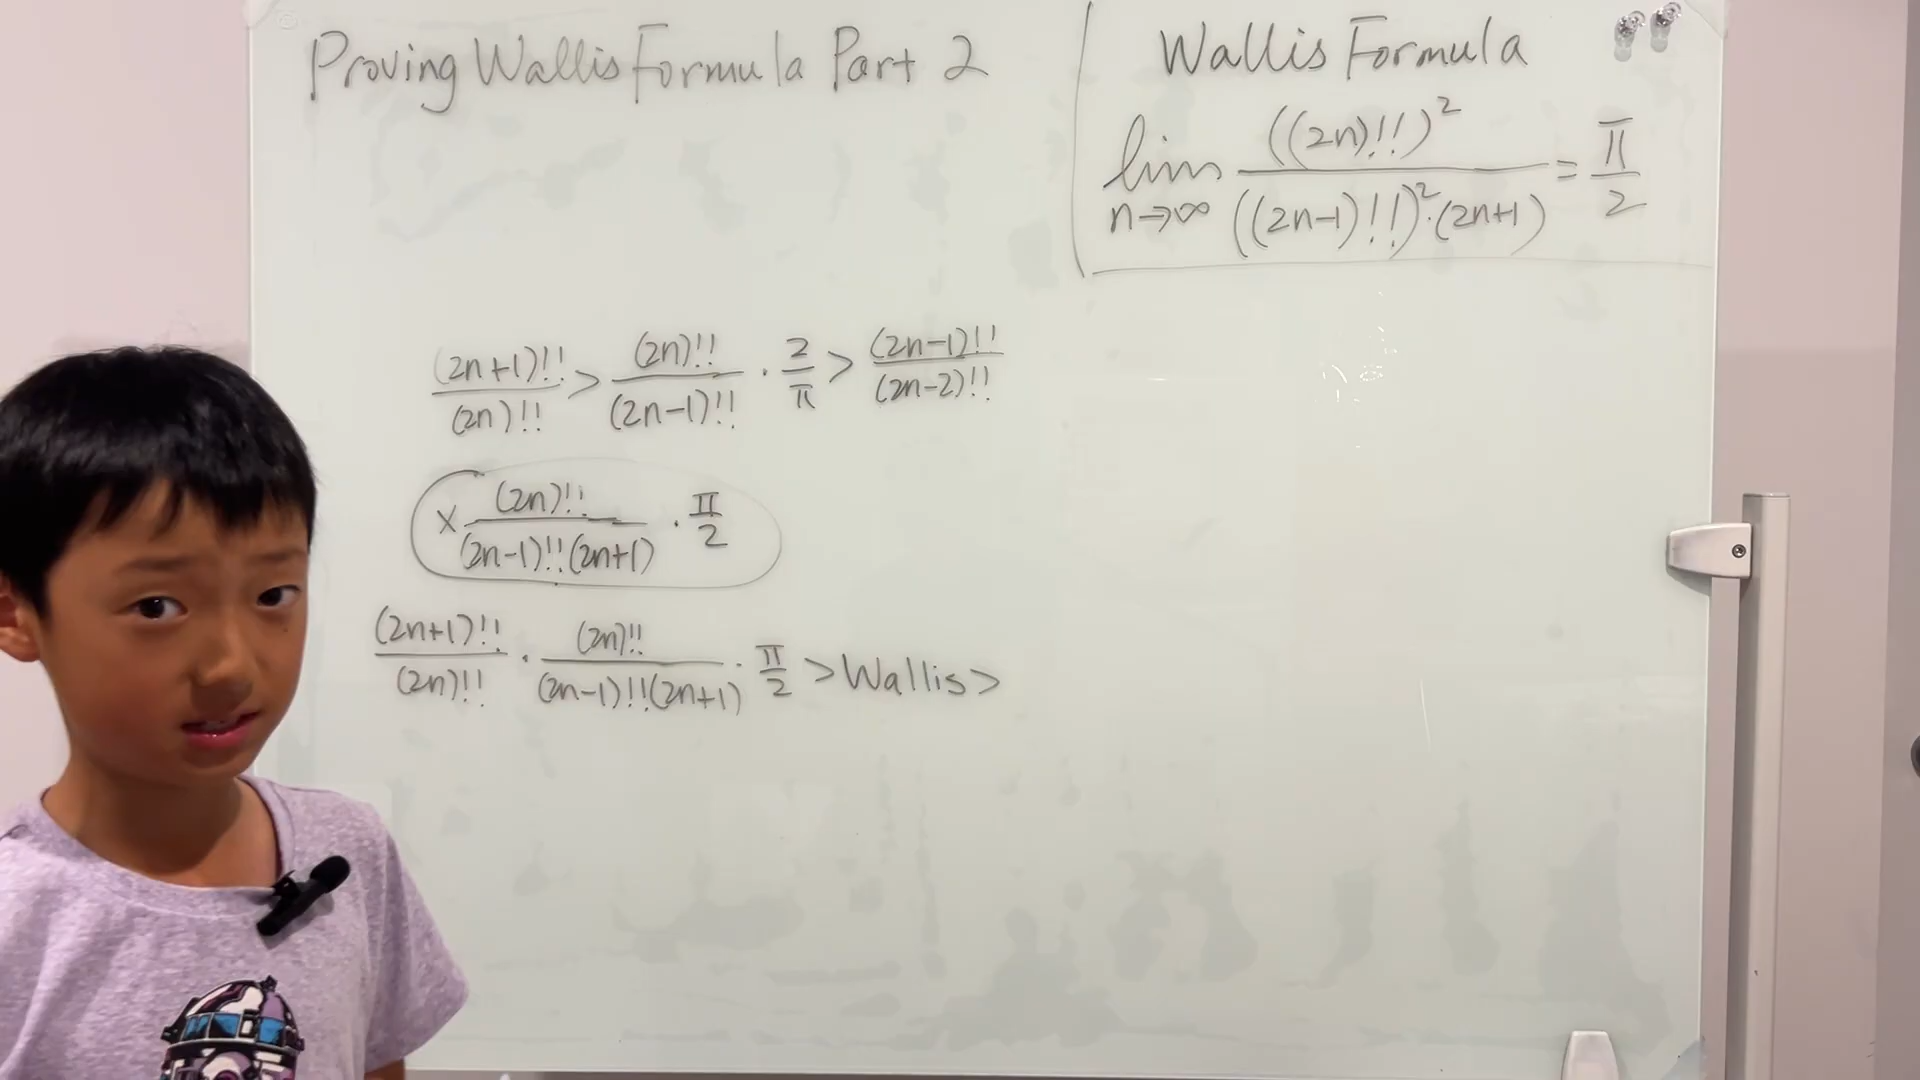 Proving Wallis Formula Part 2
Wallis Formula
lim n→∞ ((2n)!!)² / ((2n-1)!!)²·(2n+1) = π/2
(2n+1)!!/(2n)!! > (2n)!!/(2n-1)!! · 2/π > (2n-1)!!/(2n-2)!!
× (2n)!!/(2n-1)!!(2n+1) · π/2
(2n+1)!!/(2n)!! · (2n)!!/(2n-1)!!(2n+1) · π/2 > Wallis >